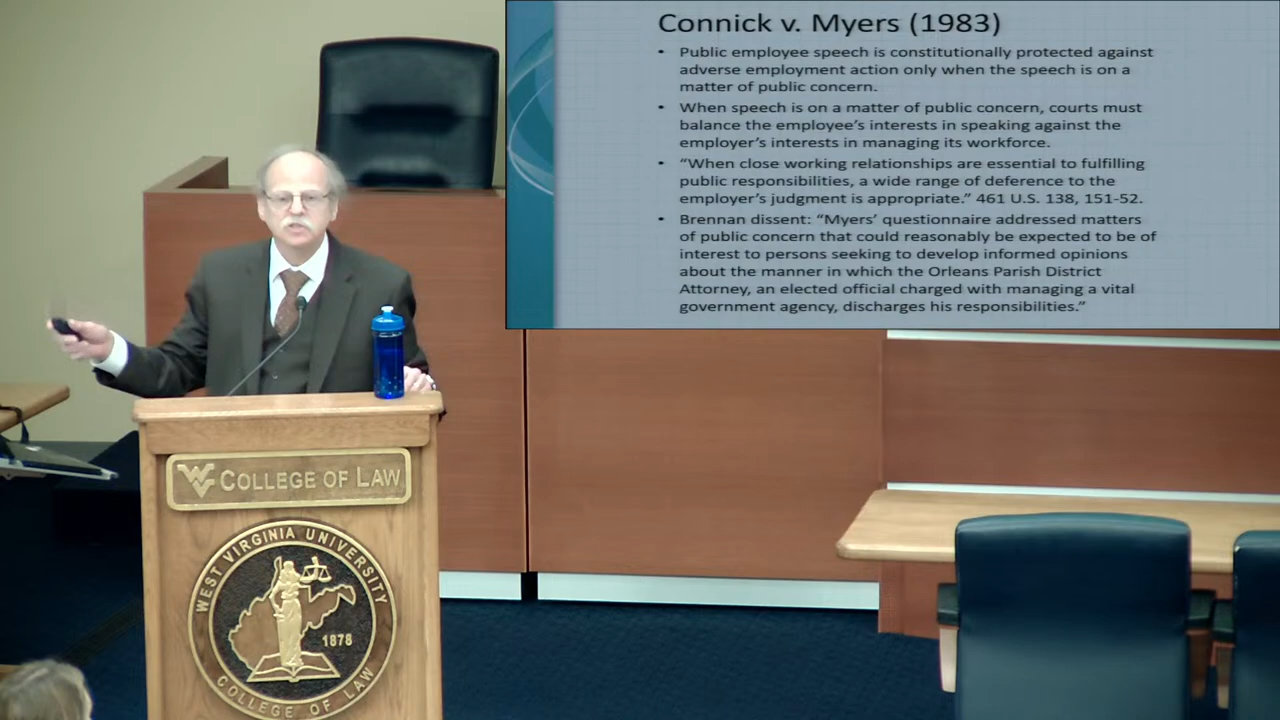 Connick v. Myers (1983)
• Public employee speech is constitutionally protected against
adverse employment action only when the speech is on a
matter of public concern.
• When speech is on a matter of public concern, courts must
balance the employee's interests in speaking against the
employer's interests in managing its workforce.
• “When close working relationships are essential to fulfilling
public responsibilities, a wide range of deference to the
employer's judgment is appropriate.” 461 U.S. 138, 151-52.
• Brennan dissent: “Myers' questionnaire addressed matters
of public concern that could reasonably be expected to be of
interest to persons seeking to develop informed opinions
about the manner in which the Orleans Parish District
Attorney, an elected official charged with managing a vital
government agency, discharges his responsibilities.”
WV COLLEGE OF LAW
WEST VIRGINIA UNIVERSITY
1878
COLLEGE OF LAW